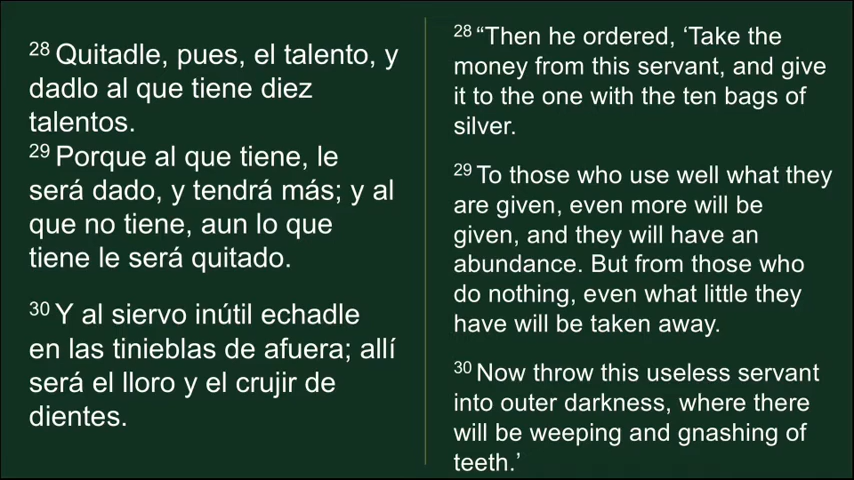 28 Quitadle, pues, el talento, y
dadlo al que tiene diez
talentos.
29 Porque al que tiene, le
será dado, y tendrá más; y al
que no tiene, aun lo que
tiene le será quitado.
30 Y al siervo inútil echadle
en las tinieblas de afuera; allí
será el lloro y el crujir de
dientes.
28 “Then he ordered, ‘Take the
money from this servant, and give
it to the one with the ten bags of
silver.
29 To those who use well what they
are given, even more will be
given, and they will have an
abundance. But from those who
do nothing, even what little they
have will be taken away.
30 Now throw this useless servant
into outer darkness, where there
will be weeping and gnashing of
teeth.’